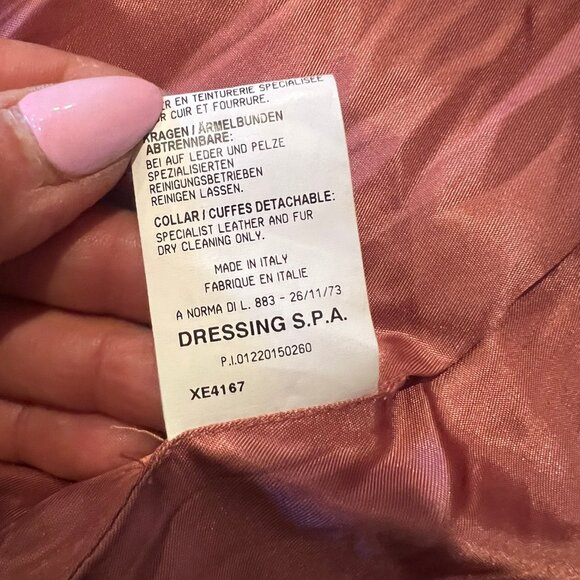 ER EN TEINTURERIE SPECIALISEE
R CUIR ET FOURRURE.
KRAGEN / ÄRMELBUNDEN
ABTRENNBARE:
BEI AUF LEDER UND PELZE
SPEZIALISIERTEN
REINIGUNGSBETRIEBEN
REINIGEN LASSEN.
COLLAR / CUFFES DETACHABLE:
SPECIALIST LEATHER AND FUR
DRY CLEANING ONLY.
MADE IN ITALY
FABRIQUE EN ITALIE
A NORMA DI L. 883 - 26/11/73
DRESSING S.P.A.
P.I.01220150260
XE4167